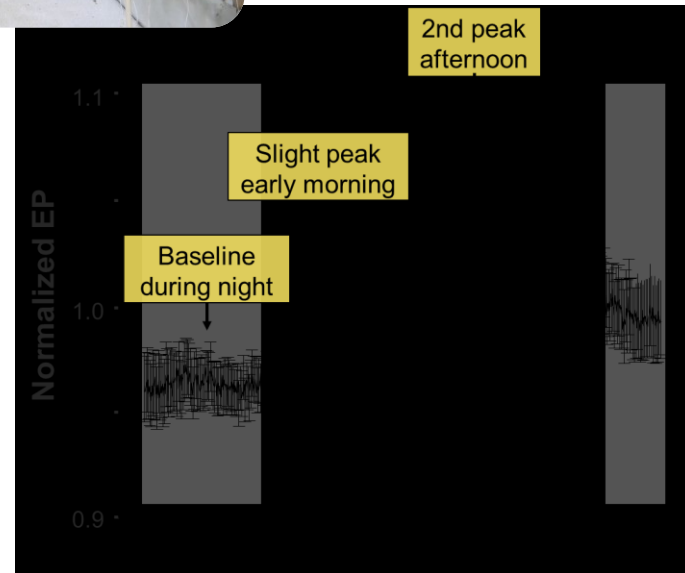 2nd peak
afternoon
1.1
Slight peak
early morning
Normalized EP
Baseline
during night
1.0
0.9